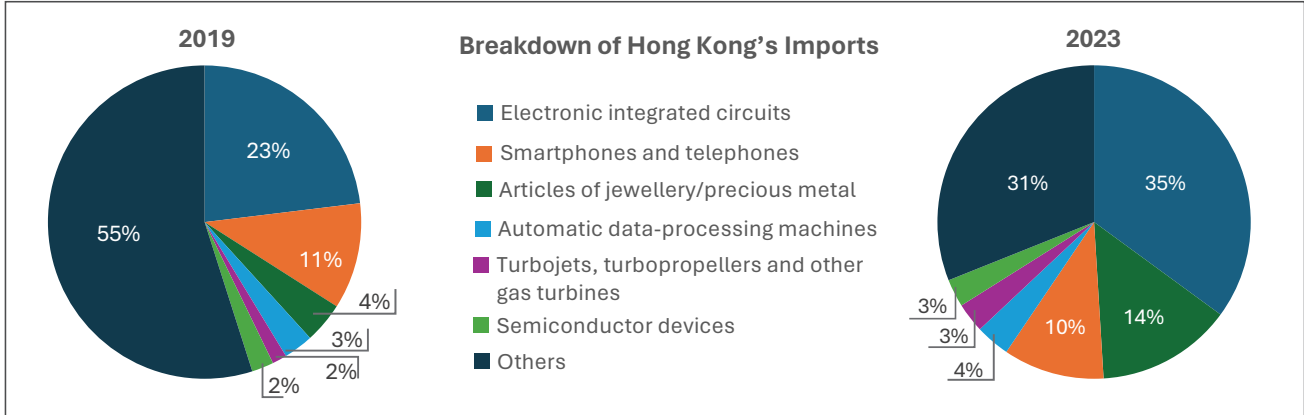 2019
Breakdown of Hong Kong's Imports
2023
23%
11%
4%
3%
2%
2%
55%
Electronic integrated circuits
Smartphones and telephones
Articles of jewellery/precious metal
Automatic data-processing machines
Turbojets, turbopropellers and other
gas turbines
Semiconductor devices
Others
35%
14%
10%
4%
3%
3%
31%